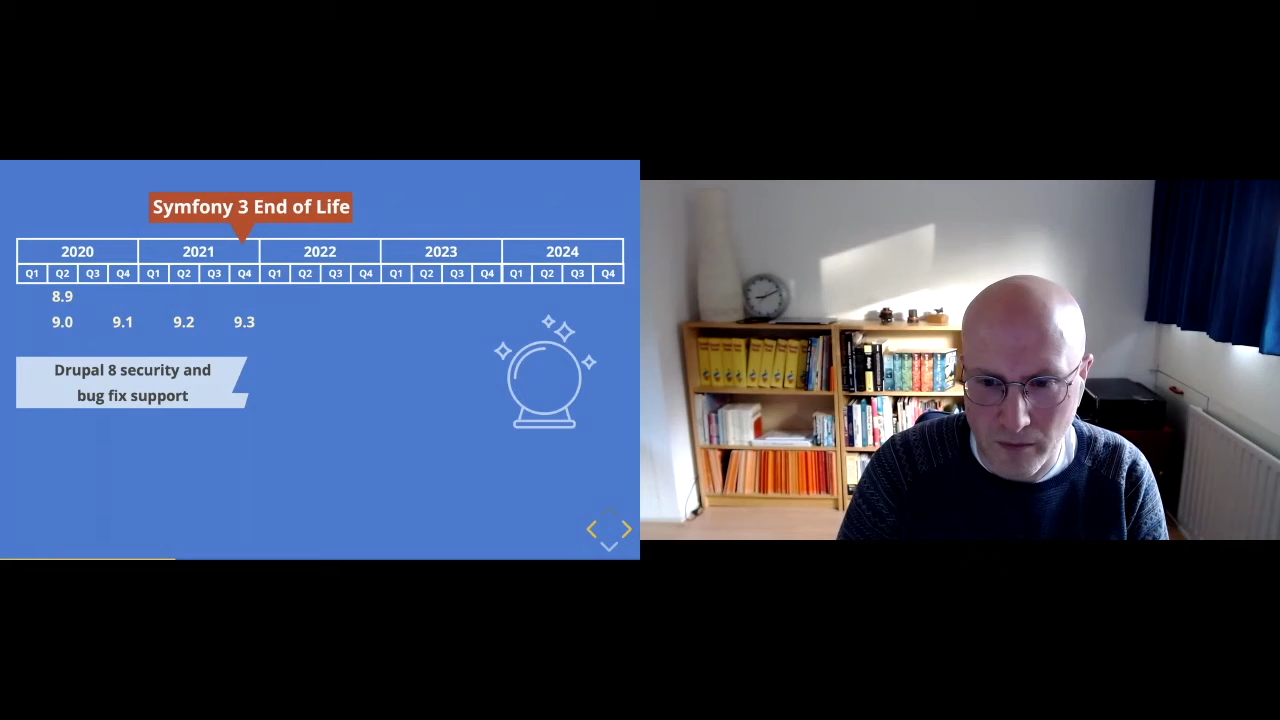 Symfony 3 End of Life
2020 2021 2022 2023 2024
Q1 Q2 Q3 Q4 Q1 Q2 Q3 Q4 Q1 Q2 Q3 Q4 Q1 Q2 Q3 Q4 Q1 Q2 Q3 Q4
8.9
9.0 9.1 9.2 9.3
Drupal 8 security and
bug fix support